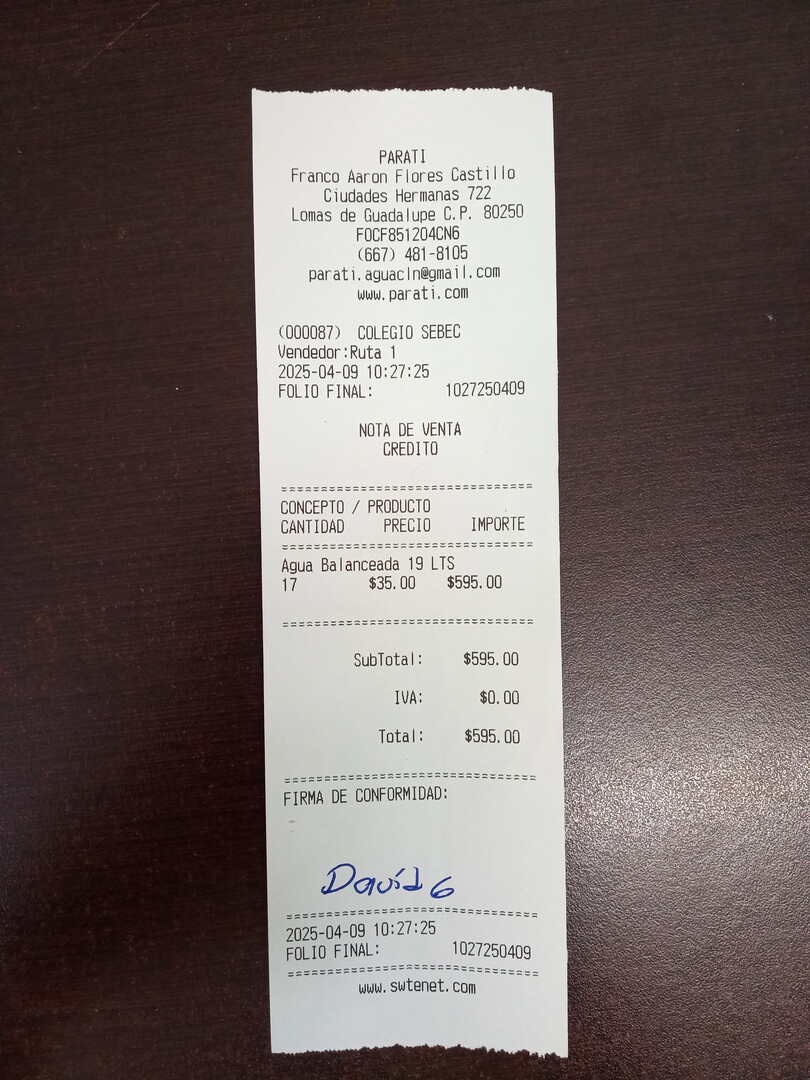 PARATI
Franco Aaron Flores Castillo
Ciudades Hermanas 722
Lomas de Guadalupe C.P. 80250
FOCF851204CN6
(667) 481-8105
parati.aguacln@gmail.com
www.parati.com
(000087) COLEGIO SEBEC
Vendedor:Ruta 1
2025-04-09 10:27:25
FOLIO FINAL: 1027250409
NOTA DE VENTA
CREDITO
================================
CONCEPTO / PRODUCTO
CANTIDAD PRECIO IMPORTE
================================
Agua Balanceada 19 LTS
17 $35.00 $595.00
================================
SubTotal: $595.00
IVA: $0.00
Total: $595.00
================================
FIRMA DE CONFORMIDAD:
David G
================================
2025-04-09 10:27:25
FOLIO FINAL: 1027250409
================================
www.swtenet.com